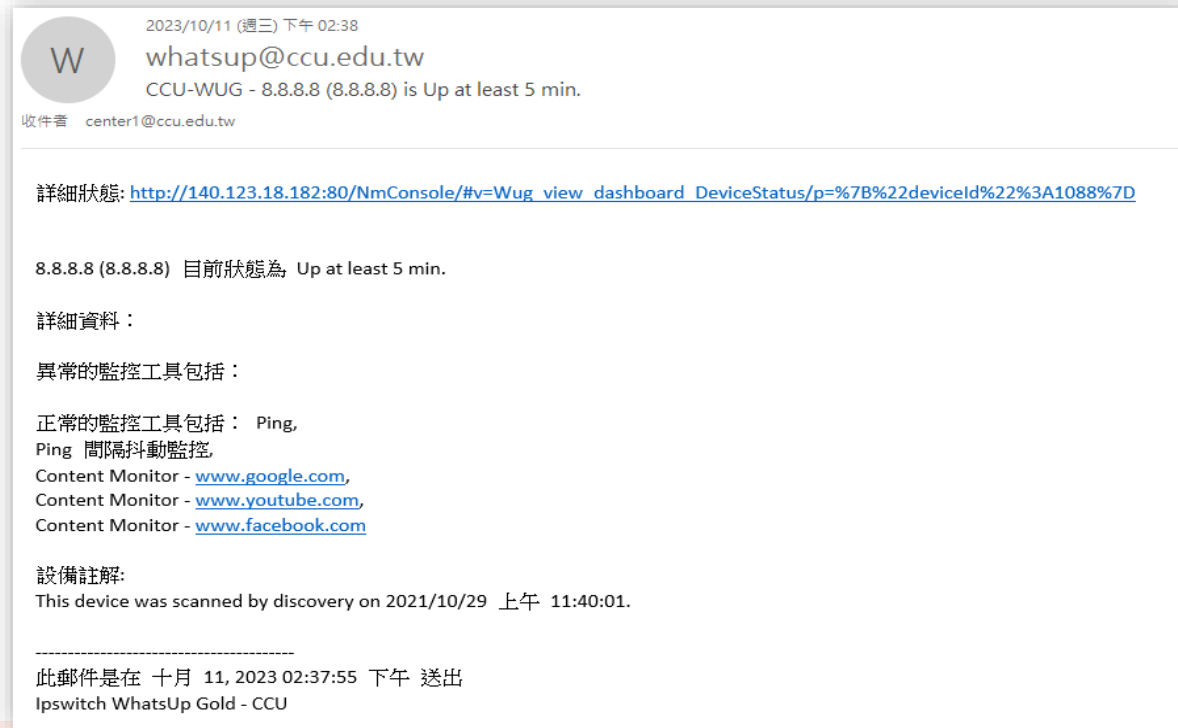 W
2023/10/11 (週三) 下午 02:38
whatsup@ccu.edu.tw
CCU-WUG - 8.8.8.8 (8.8.8.8) is Up at least 5 min.
收件者 center1@ccu.edu.tw
詳細狀態: http://140.123.18.182:80/NmConsole/#v=Wug_view_dashboard_DeviceStatus/p=%7B%22deviceId%22%3A1088%7D
8.8.8.8 (8.8.8.8) 目前狀態為 Up at least 5 min.
詳細資料：
異常的監控工具包括：
正常的監控工具包括： Ping,
Ping 間隔抖動監控,
Content Monitor - www.google.com,
Content Monitor - www.youtube.com,
Content Monitor - www.facebook.com
設備註解:
This device was scanned by discovery on 2021/10/29 上午 11:40:01.
----------------------------------------
此郵件是在 十月 11, 2023 02:37:55 下午 送出
Ipswitch WhatsUp Gold - CCU